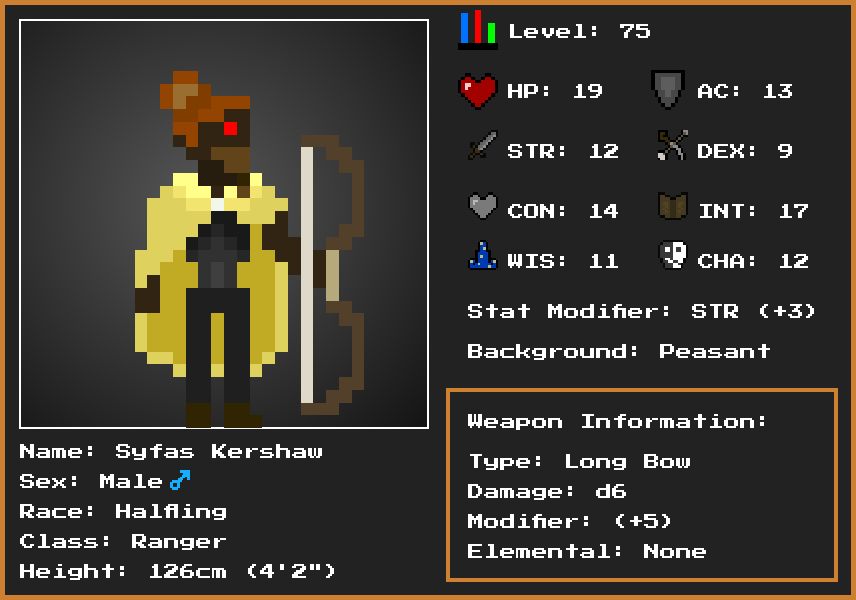 Level: 75
HP: 19
AC: 13
STR: 12
DEX: 9
CON: 14
INT: 17
WIS: 11
CHA: 12
Stat Modifier: STR (+3)
Background: Peasant
Name: Syfas Kershaw
Sex: Male ♂
Race: Halfling
Class: Ranger
Height: 126cm (4'2")
Weapon Information:
Type: Long Bow
Damage: d6
Modifier: (+5)
Elemental: None